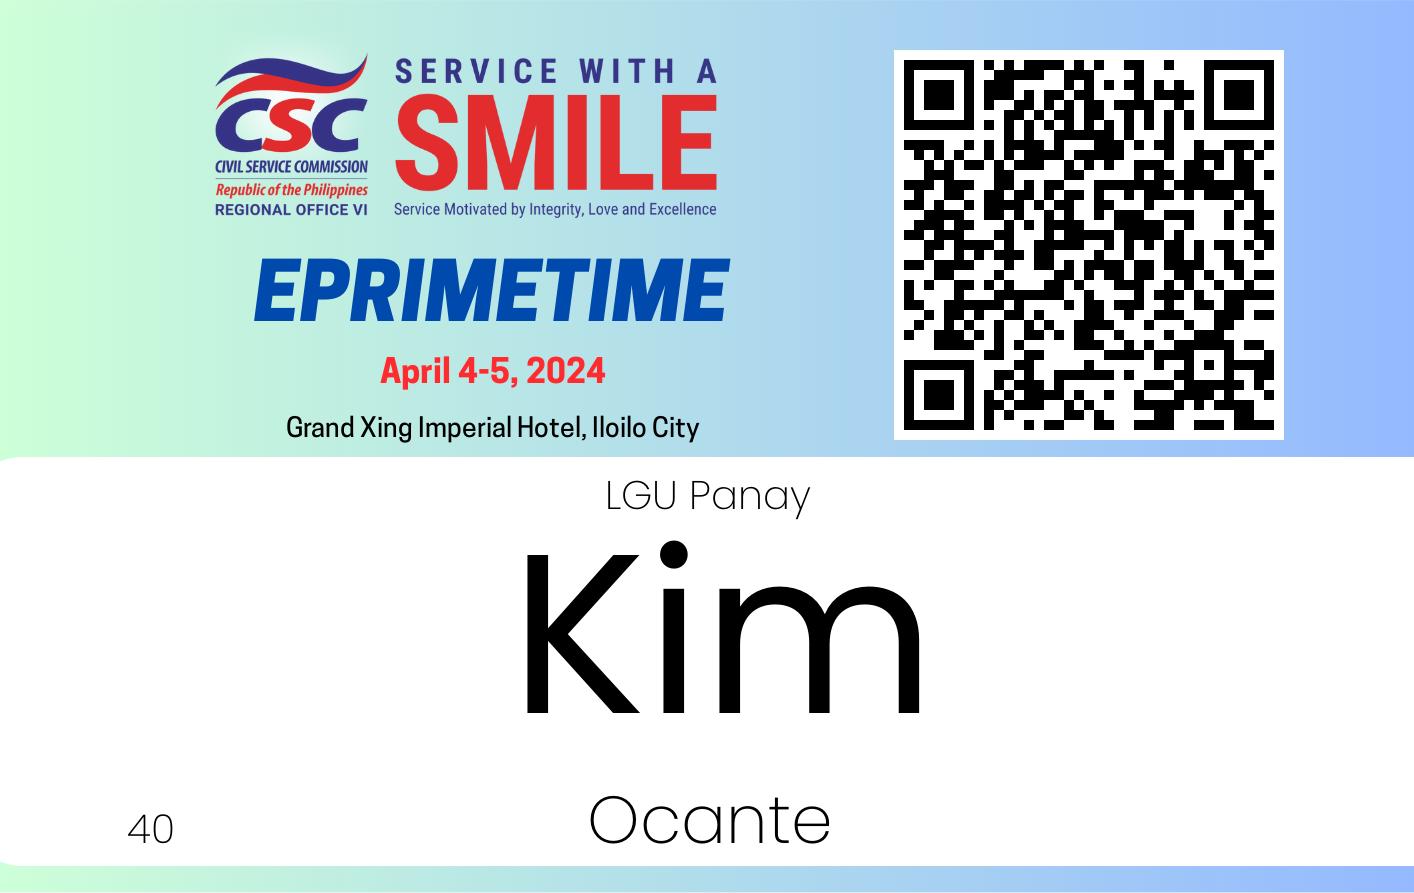 CSC
CIVIL SERVICE COMMISSION
Republic of the Philippines
REGIONAL OFFICE VI
SERVICE WITH A
SMILE
Service Motivated by Integrity, Love and Excellence
EPRIMETIME
April 4-5, 2024
Grand Xing Imperial Hotel, Iloilo City
LGU Panay
Kim
Ocante
40